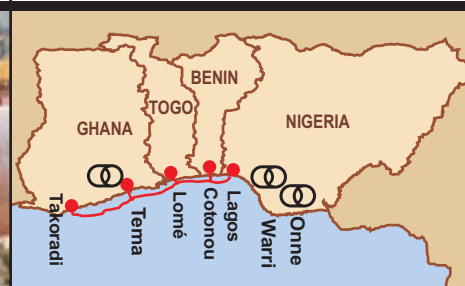 BENIN
TOGO
GHANA
NIGERIA
Takoradi
Tema
Lomé
Cotonou
Lagos
Warri
Onne